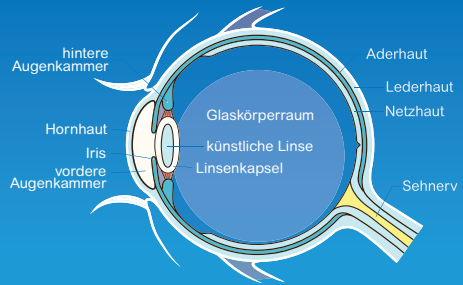 hintere
Augenkammer
Hornhaut
Iris
vordere
Augenkammer
Glaskörperraum
künstliche Linse
Linsenkapsel
Aderhaut
Lederhaut
Netzhaut
Sehnerv